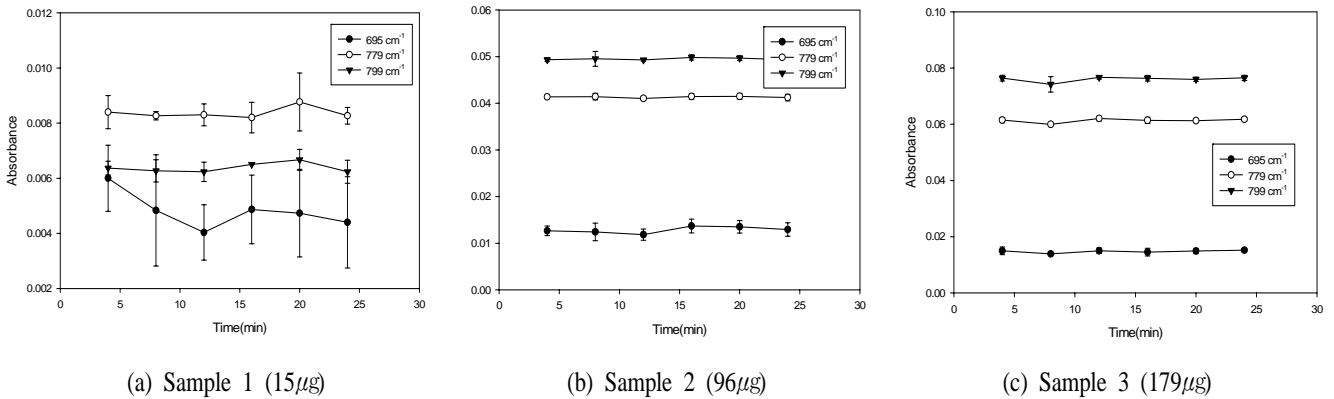 0.012
0.010
0.008
0.006
0.004
0.002
Absorbance
0 5 10 15 20 25 30
Time(min)
695 cm-1
779 cm-1
799 cm-1
(a) Sample 1 (15μg)
0.06
0.05
0.04
0.03
0.02
0.01
0.00
0 5 10 15 20 25 30
Time(min)
695 cm-1
779 cm-1
799 cm-1
(b) Sample 2 (96μg)
0.10
0.08
0.06
0.04
0.02
0.00
Absorbance
0 5 10 15 20 25 30
Time(min)
695 cm-1
779 cm-1
799 cm-1
(c) Sample 3 (179μg)